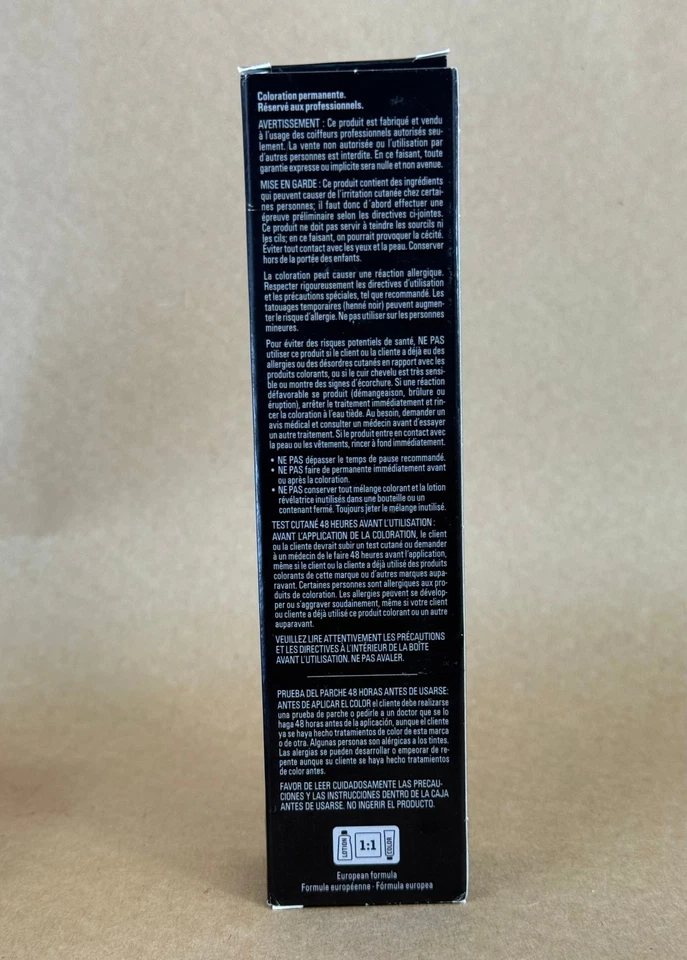 Coloration permanente.
Réservé aux professionnels.
AVERTISSEMENT : Ce produit est fabriqué et vendu
à l'usage des coiffeurs professionnels autorisés seu-
lement. La vente non autorisée ou l'utilisation par
d'autres personnes est interdite. En ce faisant, toute
garantie expresse ou implicite sera nulle et non avenue.
MISE EN GARDE : Ce produit contient des ingrédients
qui peuvent causer de l'irritation cutanée chez certai-
nes personnes; il faut donc d'abord effectuer une
épreuve préliminaire selon les directives ci-jointes.
Ce produit ne doit pas servir à teindre les sourcils ni
les cils; en ce faisant, on pourrait provoquer la cécité.
Éviter tout contact avec les yeux et la peau. Conserver
hors de la portée des enfants.
La coloration peut causer une réaction allergique.
Respecter rigoureusement les directives d'utilisation
et les précautions spéciales, tel que recommandé. Les
tatouages temporaires (henné noir) peuvent augmen-
ter le risque d'allergie. Ne pas utiliser sur les personnes
mineures.
Pour éviter des risques potentiels de santé, NE PAS
utiliser ce produit si le client ou la cliente a déjà eu des
allergies ou des désordres cutanés en rapport avec les
produits colorants, ou si le cuir chevelu est très sensi-
ble ou montre des signes d'écorchure. Si une réaction
défavorable se produit (démangeaison, brûlure ou
éruption), arrêter le traitement immédiatement et rin-
cer la coloration à l'eau tiède. Au besoin, demander un
avis médical et consulter un médecin avant d'essayer
un autre traitement. Si le produit entre en contact avec
la peau ou les vêtements, rincer à fond immédiatement.
• NE PAS dépasser le temps de pause recommandé.
• NE PAS faire de permanente immédiatement avant
ou après la coloration.
• NE PAS conserver tout mélange colorant et la lotion
révélatrice inutilisés dans une bouteille ou un
contenant fermé. Toujours jeter le mélange inutilisé.
TEST CUTANÉ 48 HEURES AVANT L'UTILISATION :
AVANT L'APPLICATION DE LA COLORATION, le client
ou la cliente devrait subir un test cutané ou demander
à un médecin de le faire 48 heures avant l'application,
même si le client ou la cliente a déjà utilisé des produits
colorants de cette marque ou d'autres marques aupa-
ravant. Certaines personnes sont allergiques aux pro-
duits de coloration. Les allergies peuvent se dévelop-
per ou s'aggraver soudainement, même si votre client
ou cliente a déjà utilisé ce produit colorant ou un autre
auparavant.
VEUILLEZ LIRE ATTENTIVEMENT LES PRÉCAUTIONS
ET LES DIRECTIVES À L'INTÉRIEUR DE LA BOÎTE
AVANT L'UTILISATION. NE PAS AVALER.
PRUEBA DEL PARCHE 48 HORAS ANTES DE USARSE:
ANTES DE APLICAR EL COLOR el cliente debe realizarse
una prueba de parche o pedirle a un doctor que se lo
haga 48 horas antes de la aplicación, aunque el cliente
ya se haya hecho tratamientos de color de esta marca
o de otra. Algunas personas son alérgicas a los tintes.
Las alergias se pueden desarrollar o empeorar de re-
pente aunque su cliente se haya hecho tratamientos
de color antes.
FAVOR DE LEER CUIDADOSAMENTE LAS PRECAU-
CIONES Y LAS INSTRUCCIONES DENTRO DE LA CAJA
ANTES DE USARSE. NO INGERIR EL PRODUCTO.
LOTION 1:1 COLOR
European formula
Formule européenne · Fórmula europea